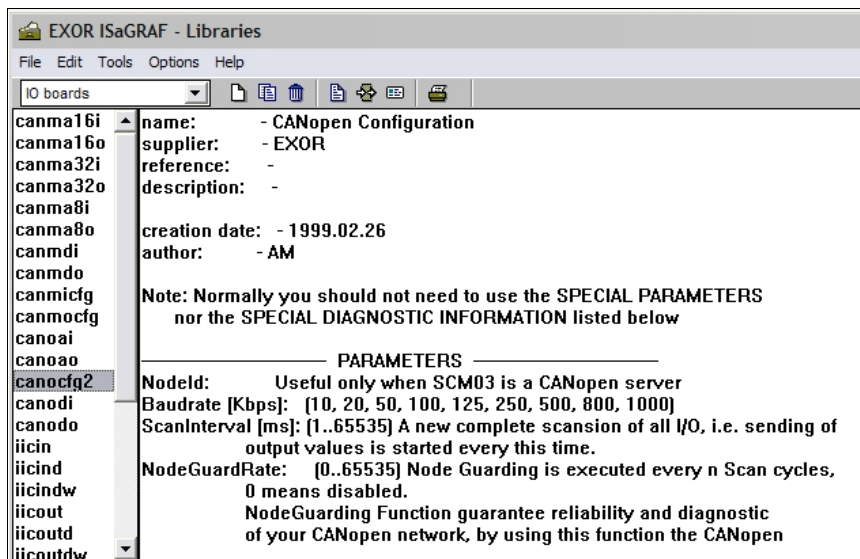 EXOR ISaGRAF - Libraries
File Edit Tools Options Help
IO boards
canma16i
canma16o
canma32i
canma32o
canma8i
canma8o
canmdi
canmdo
canmicfg
canmocfg
canoai
canoao
canocfg2
canodi
canodo
iicin
iicind
iicindw
iicout
iicoutd
iicoutdw
name: - CANopen Configuration
supplier: - EXOR
reference: -
description: -
creation date: - 1999.02.26
author: - AM
Note: Normally you should not need to use the SPECIAL PARAMETERS
nor the SPECIAL DIAGNOSTIC INFORMATION listed below
PARAMETERS
NodeId: Useful only when SCM03 is a CANopen server
Baudrate [Kbps]: (10, 20, 50, 100, 125, 250, 500, 800, 1000)
ScanInterval [ms]: (1..65535) A new complete scansion of all I/O, i.e. sending of
output values is started every this time.
NodeGuardRate: (0..65535) Node Guarding is executed every n Scan cycles,
0 means disabled.
NodeGuarding Function guarantee reliability and diagnostic
of your CANopen network, by using this function the CANopen